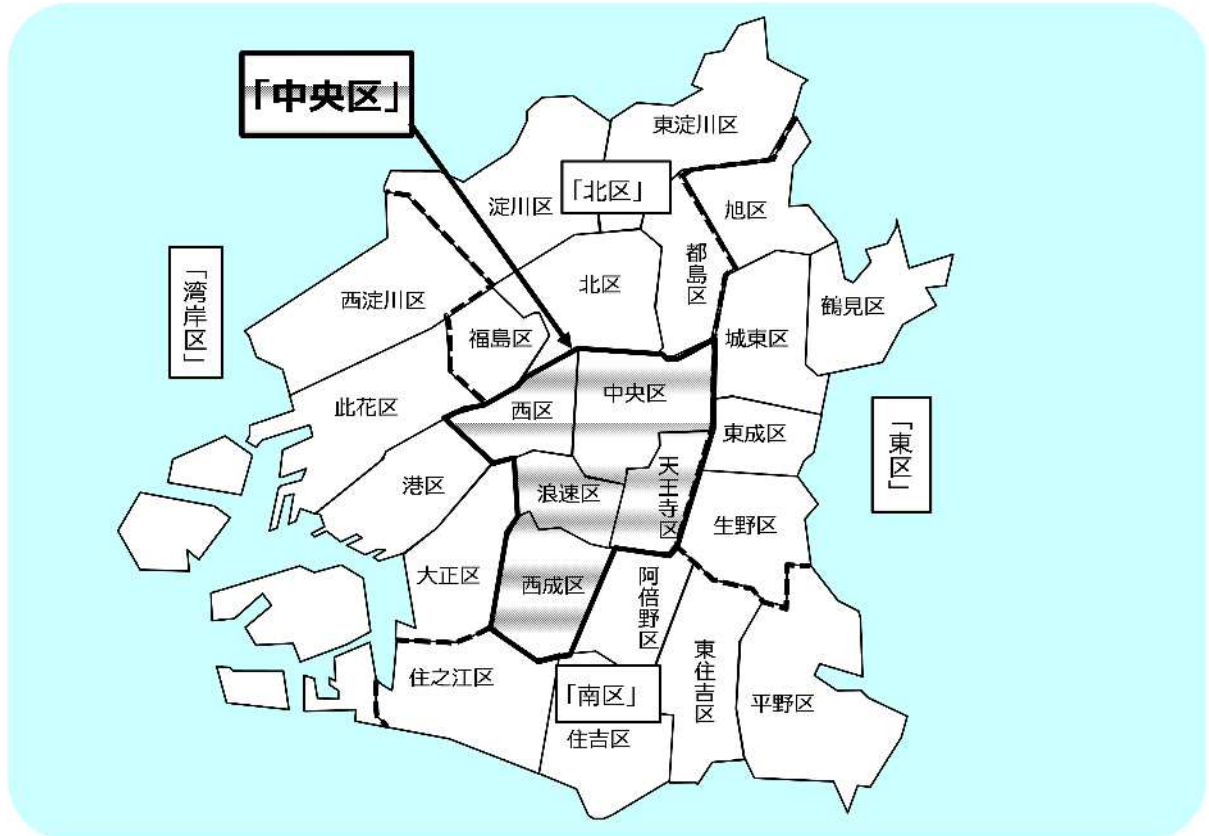 「中央区」
東淀川区
「北区」
淀川区
旭区
都島区
北区
「湾岸区」
西淀川区
鶴見区
福島区
城東区
中央区
西区
此花区
「東区」
東成区
天王寺区
港区
浪速区
生野区
大正区
西成区
阿倍野区
東住吉区
住之江区
「南区」
平野区
住吉区